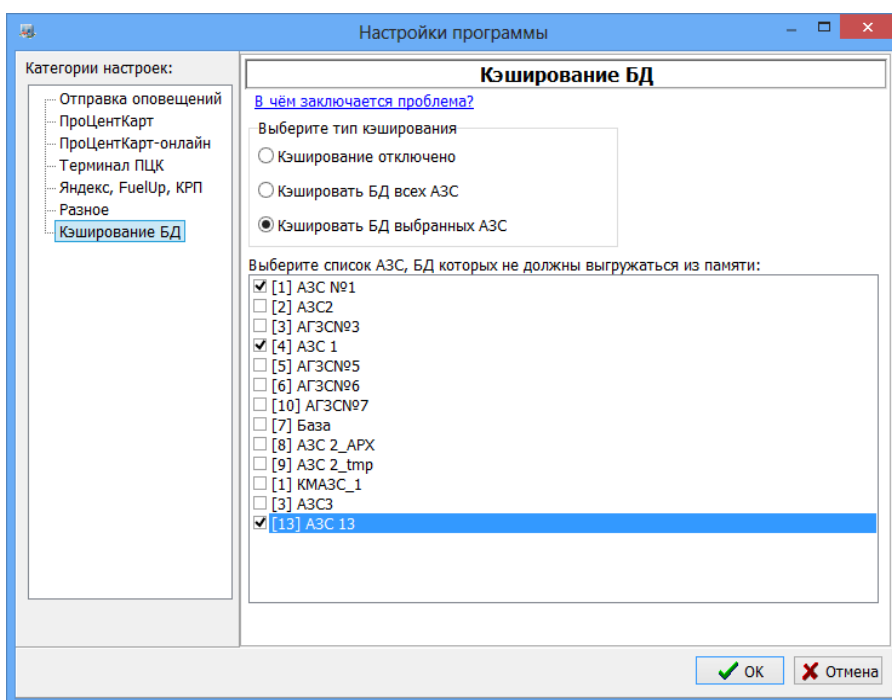 Настройки программы
Категории настроек:
Отправка оповещений
ПроЦентКарт
ПроЦентКарт-онлайн
Терминал ПЦК
Яндекс, FuelUp, КРП
Разное
Кэширование БД
Кэширование БД
В чём заключается проблема?
Выберите тип кэширования
Кэширование отключено
Кэшировать БД всех АЗС
Кэшировать БД выбранных АЗС
Выберите список АЗС, БД которых не должны выгружаться из памяти:
[1] АЗС №1
[2] АЗС2
[3] АГЗС№3
[4] АЗС 1
[5] АГЗС№5
[6] АГЗС№6
[10] АГЗС№7
[7] База
[8] АЗС 2_АРХ
[9] АЗС 2_tmp
[1] КМАЗС_1
[3] АЗС3
[13] АЗС 13
ОК
Отмена